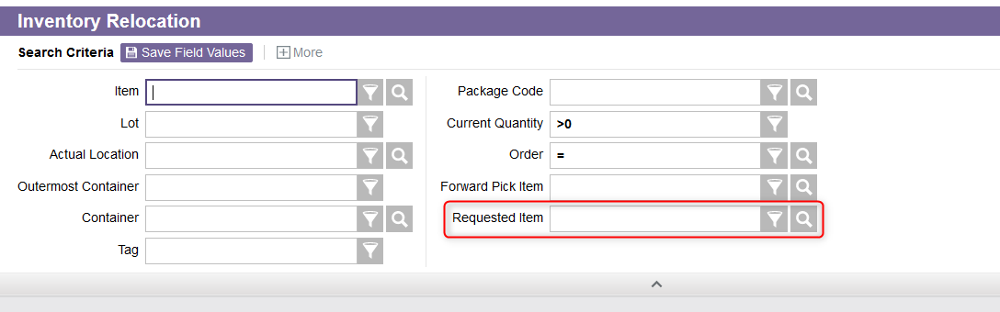 Inventory Relocation
Search Criteria Save Field Values More
Item
Lot
Actual Location
Outermost Container
Container
Tag
Package Code
Current Quantity >0
Order =
Forward Pick Item
Requested Item